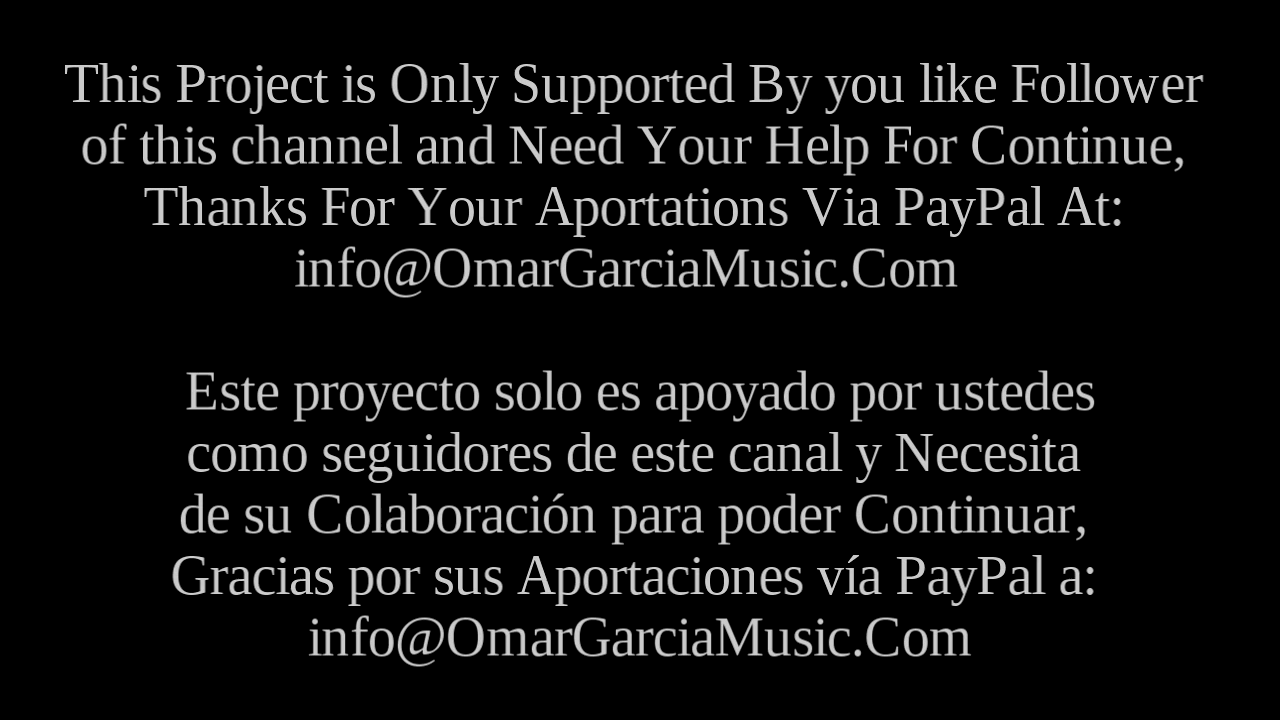 This Project is Only Supported By you like Follower
of this channel and Need Your Help For Continue,
Thanks For Your Aportations Via PayPal At:
info@OmarGarciaMusic.Com
Este proyecto solo es apoyado por ustedes
como seguidores de este canal y Necesita
de su Colaboración para poder Continuar,
Gracias por sus Aportaciones vía PayPal a:
info@OmarGarciaMusic.Com